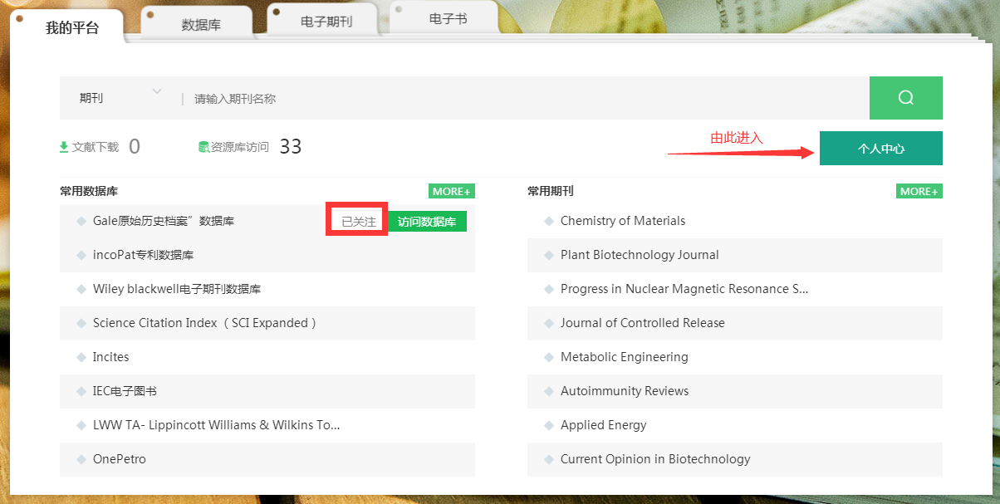 我的平台
数据库
电子期刊
电子书
期刊
请输入期刊名称
文献下载 0
资源库访问 33
由此进入
个人中心
常用数据库 MORE+
Gale原始历史档案”数据库 已关注 访问数据库
incoPat专利数据库
Wiley blackwell电子期刊数据库
Science Citation Index（SCI Expanded）
Incites
IEC电子图书
LWW TA- Lippincott Williams & Wilkins To...
OnePetro
常用期刊 MORE+
Chemistry of Materials
Plant Biotechnology Journal
Progress in Nuclear Magnetic Resonance S...
Journal of Controlled Release
Metabolic Engineering
Autoimmunity Reviews
Applied Energy
Current Opinion in Biotechnology